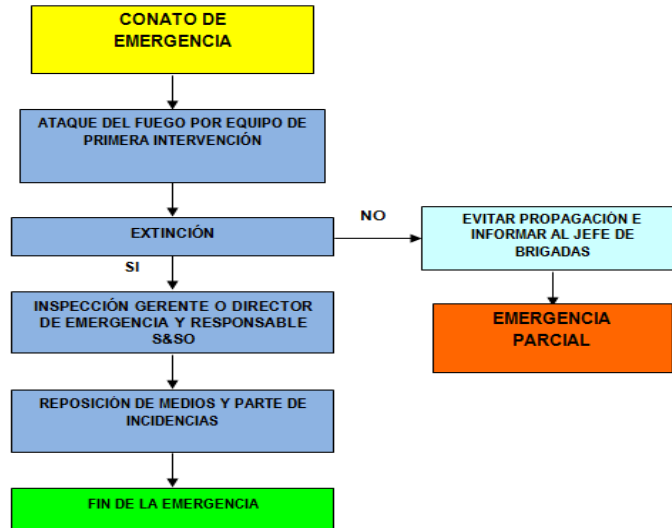 CONATO DE
EMERGENCIA
ATAQUE DEL FUEGO POR EQUIPO DE
PRIMERA INTERVENCIÓN
EXTINCIÓN
NO
EVITAR PROPAGACIÓN E
INFORMAR AL JEFE DE
BRIGADAS
SI
INSPECCIÓN GERENTE O DIRECTOR
DE EMERGENCIA Y RESPONSABLE
S&SO
EMERGENCIA
PARCIAL
REPOSICIÓN DE MEDIOS Y PARTE DE
INCIDENCIAS
FIN DE LA EMERGENCIA